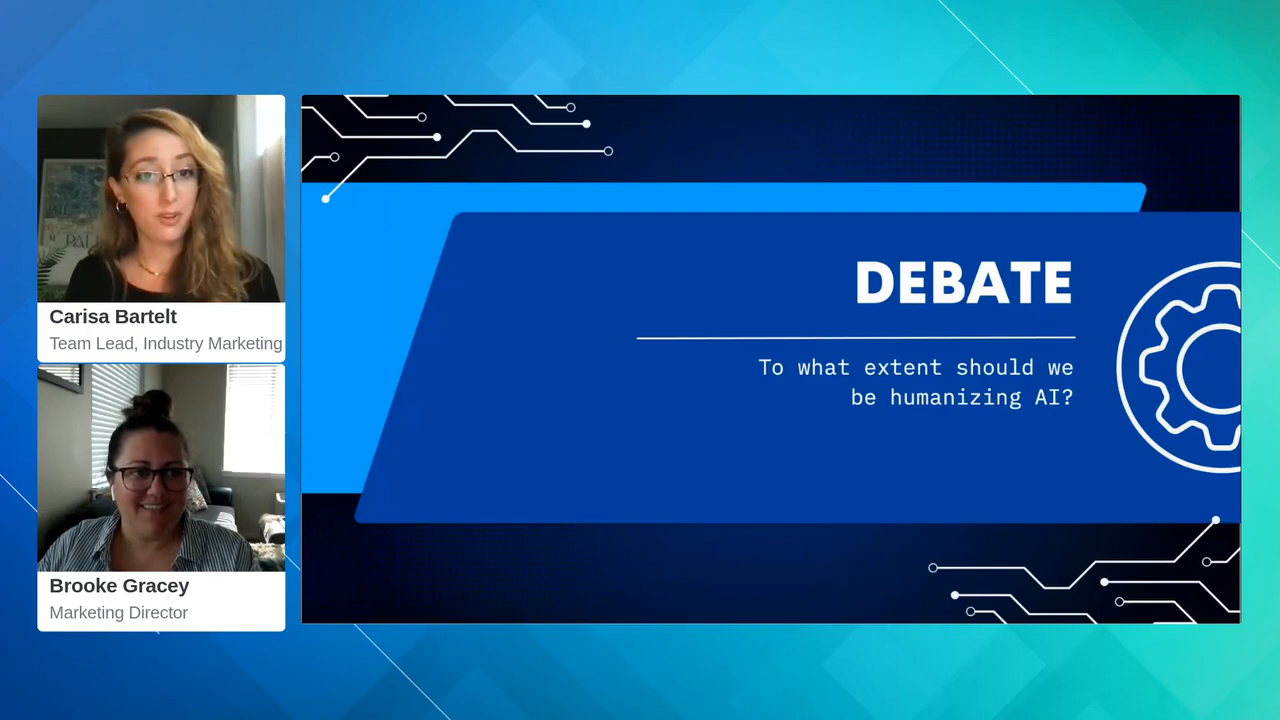 Carisa Bartelt
Team Lead, Industry Marketing
Brooke Gracey
Marketing Director
DEBATE
To what extent should we
be humanizing AI?